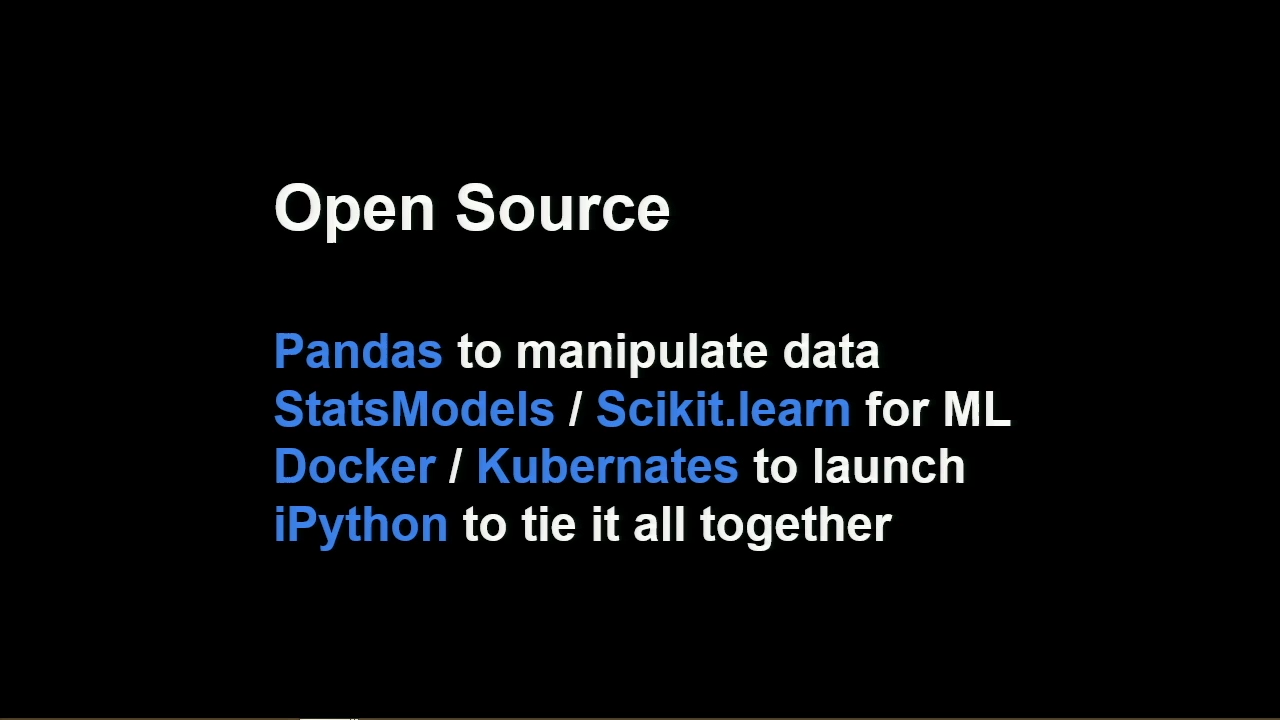 Open Source
Pandas to manipulate data
StatsModels / Scikit.learn for ML
Docker / Kubernates to launch
iPython to tie it all together